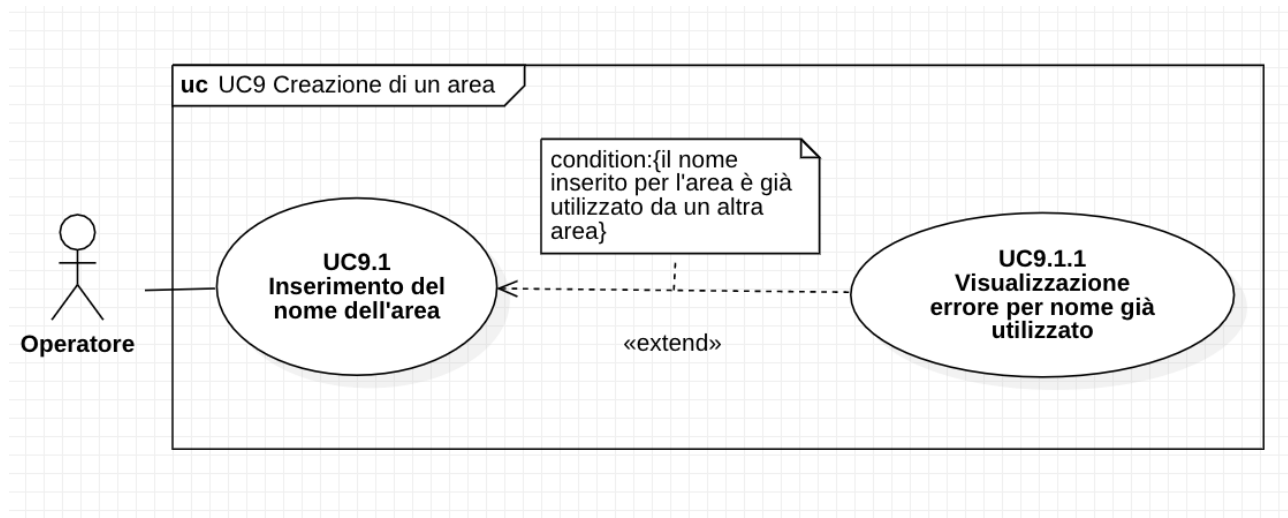 uc UC9 Creazione di un area
condition:{il nome
inserito per l'area è già
utilizzato da un altra
area}
UC9.1
Inserimento del
nome dell'area
UC9.1.1
Visualizzazione
errore per nome già
utilizzato
Operatore
«extend»